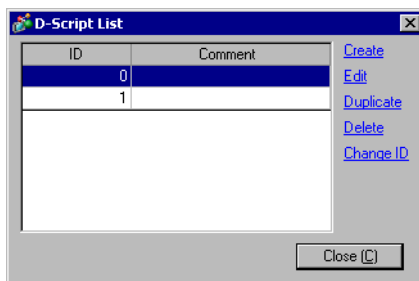 D-Script List
ID Comment
0
1
Create
Edit
Duplicate
Delete
Change ID
Close (C)